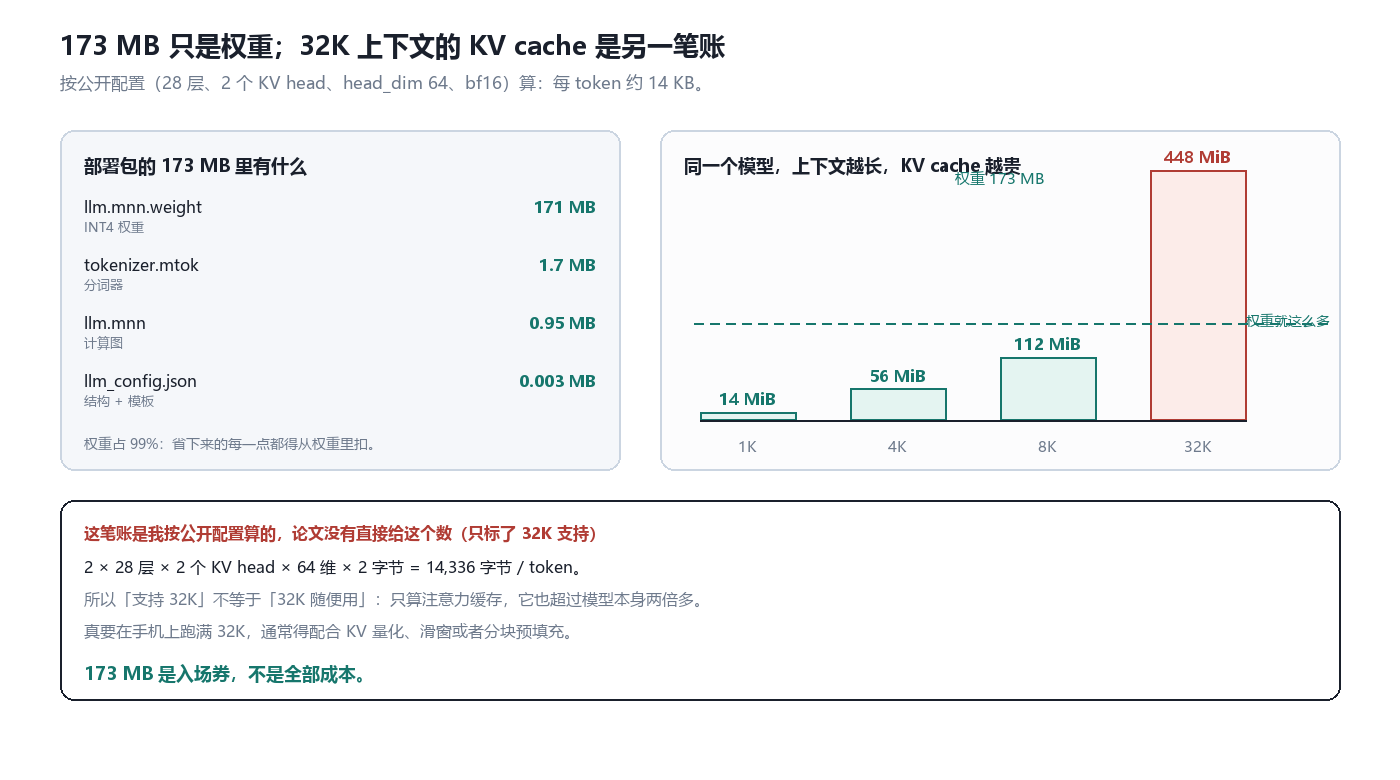 173 MB 只是权重；32K 上下文的 KV cache 是另一笔账
按公开配置（28 层、2 个 KV head、head_dim 64、bf16）算：每 token 约 14 KB。
部署包的 173 MB 里有什么
llm.mnn.weight
171 MB
INT4 权重
tokenizer.mtok
1.7 MB
分词器
llm.mnn
0.95 MB
计算图
llm_config.json
0.003 MB
结构 + 模板
权重占 99%：省下来的每一点都得从权重里扣。
同一个模型，上下文越长，KV cache 越贵
权重 173 MB
448 MiB
权重就这么多
112 MiB
56 MiB
14 MiB
1K
4K
8K
32K
这笔账是我按公开配置算的，论文没有直接给这个数（只标了 32K 支持）
2 × 28 层 × 2 个 KV head × 64 维 × 2 字节 = 14,336 字节 / token。
所以「支持 32K」不等于「32K 随便用」：只算注意力缓存，它也超过模型本身两倍多。
真要在手机上跑满 32K，通常得配合 KV 量化、滑窗或者分块预填充。
173 MB 是入场券，不是全部成本。